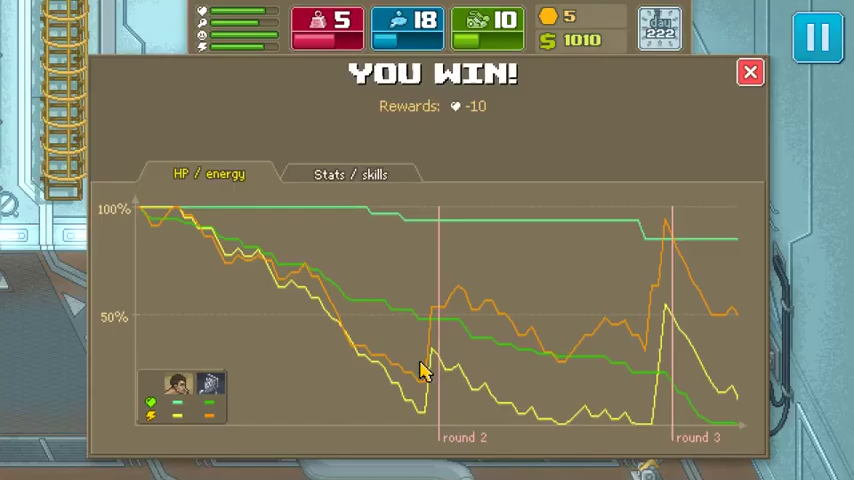 5
18
10
5
$ 1010
day
222
YOU WIN!
Rewards: -10
HP / energy
Stats / skills
100%
50%
round 2
round 3